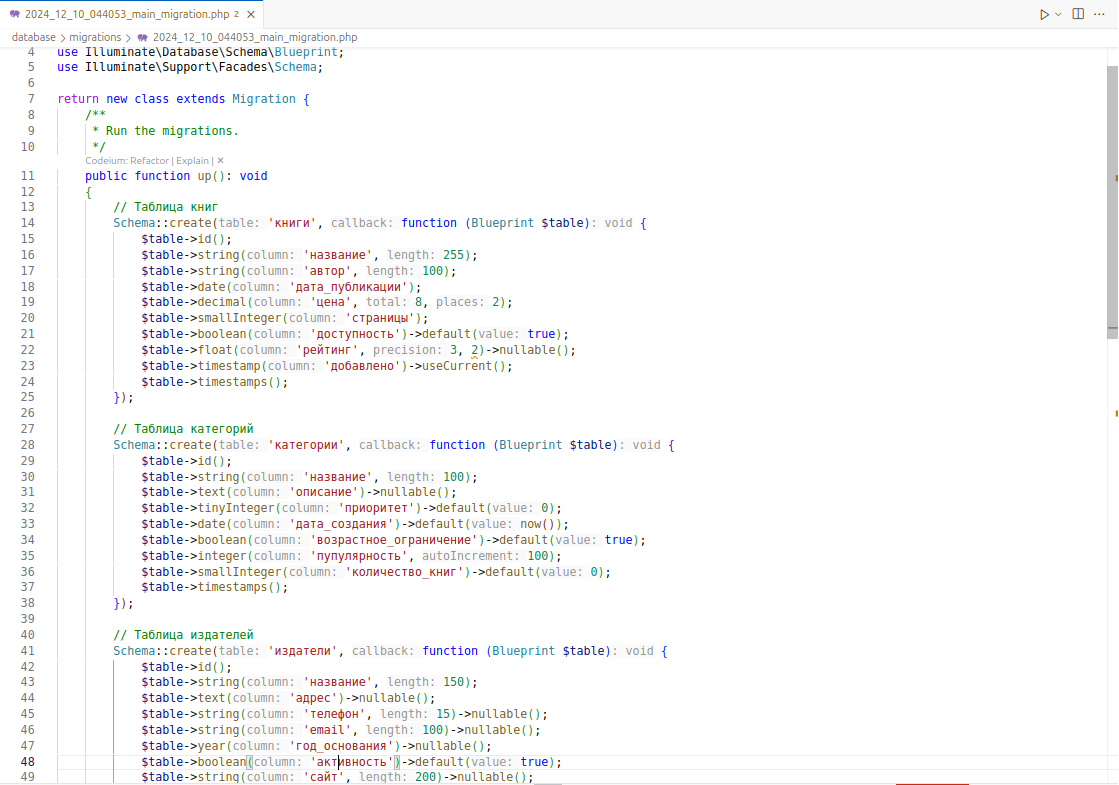 2024_12_10_044053_main_migration.php 2
database > migrations > 2024_12_10_044053_main_migration.php
4 use Illuminate\Database\Schema\Blueprint;
5 use Illuminate\Support\Facades\Schema;
6
7 return new class extends Migration {
8 /**
9 * Run the migrations.
10 */
Codeium: Refactor | Explain | ✕
11 public function up(): void
12 {
13 // Таблица книг
14 Schema::create(table: 'книги', callback: function (Blueprint $table): void {
15 $table->id();
16 $table->string(column: 'название', length: 255);
17 $table->string(column: 'автор', length: 100);
18 $table->date(column: 'дата_публикации');
19 $table->decimal(column: 'цена', total: 8, places: 2);
20 $table->smallInteger(column: 'страницы');
21 $table->boolean(column: 'доступность')->default(value: true);
22 $table->float(column: 'рейтинг', precision: 3, 2)->nullable();
23 $table->timestamp(column: 'добавлено')->useCurrent();
24 $table->timestamps();
25 });
26
27 // Таблица категорий
28 Schema::create(table: 'категории', callback: function (Blueprint $table): void {
29 $table->id();
30 $table->string(column: 'название', length: 100);
31 $table->text(column: 'описание')->nullable();
32 $table->tinyInteger(column: 'приоритет')->default(value: 0);
33 $table->date(column: 'дата_создания')->default(value: now());
34 $table->boolean(column: 'возрастное_ограничение')->default(value: true);
35 $table->integer(column: 'пупулярность', autoIncrement: 100);
36 $table->smallInteger(column: 'количество_книг')->default(value: 0);
37 $table->timestamps();
38 });
39
40 // Таблица издателей
41 Schema::create(table: 'издатели', callback: function (Blueprint $table): void {
42 $table->id();
43 $table->string(column: 'название', length: 150);
44 $table->text(column: 'адрес')->nullable();
45 $table->string(column: 'телефон', length: 15)->nullable();
46 $table->string(column: 'email', length: 100)->nullable();
47 $table->year(column: 'год_основания')->nullable();
48 $table->boolean(column: 'активность')->default(value: true);
49 $table->string(column: 'сайт', length: 200)->nullable();